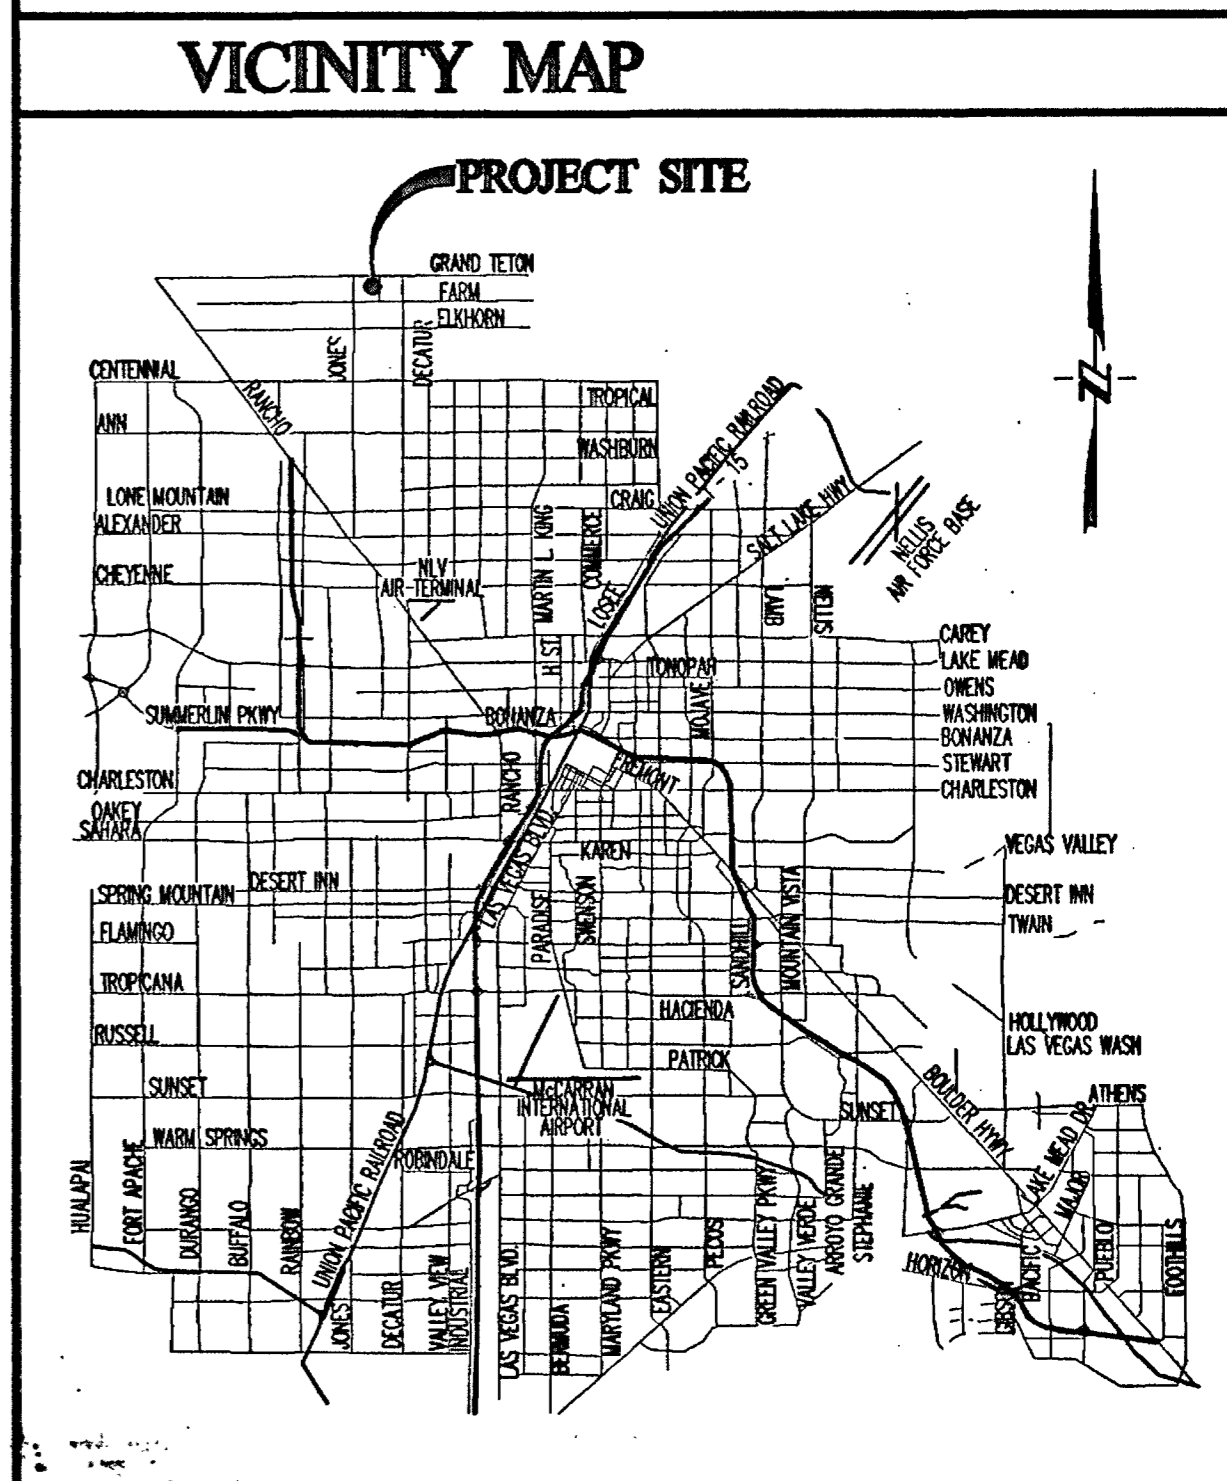 VICINITY MAP
PROJECT SITE
GRAND TETON
FARM
ELKHORN
JONES
DECATUR
CENTENNIAL
RANCHO
ANN
TROPICAL
WASHBURN
UNION PACIFIC RAILROAD
I - 15
LONE MOUNTAIN
CRAIG
ALEXANDER
SALT LAKE HWY
NELLIS
AIR FORCE BASE
MARTIN L KING
COMMERCE
LOSEE
CHEYENNE
NLV
AIR-TERMINAL
LAMB
NELLIS
H ST.
CAREY
TONOPAH
LAKE MEAD
MOJAVE
OWENS
SUMMERLIN PKWY
BONANZA
WASHINGTON
BONANZA
STEWART
FREMONT
CHARLESTON
RANCHO
CHARLESTON
OAKEY
SAHARA
LAS VEGAS BLVD.
KAREN
VEGAS VALLEY
DESERT INN
SPRING MOUNTAIN
DESERT INN
PARADISE
SWENSON
SANDHILL
MOUNTAIN VISTA
TWAIN
FLAMINGO
TROPICANA
HACIENDA
RUSSELL
HOLLYWOOD
LAS VEGAS WASH
PATRICK
BOULDER HYWY
SUNSET
McCARRAN
INTERNATIONAL
AIRPORT
SUNSET
ATHENS
WARM SPRINGS
ROBINDALE
LAKE MEAD DR.
MAJOR
HUALAPAI
FORT APACHE
DURANGO
BUFFALO
RAINBOW
UNION PACIFIC RAILROAD
JONES
DECATUR
VALLEY VIEW
INDUSTRIAL
LAS VEGAS BLVD.
BERMUDA
MARYLAND PKWY
EASTERN
PECOS
GREEN VALLEY PKWY
VALLEY VERDE
ARROYO GRANDE
STEPHANIE
HORIZON
GIBSON
PACIFIC
PUEBLO
FOOTHILLS